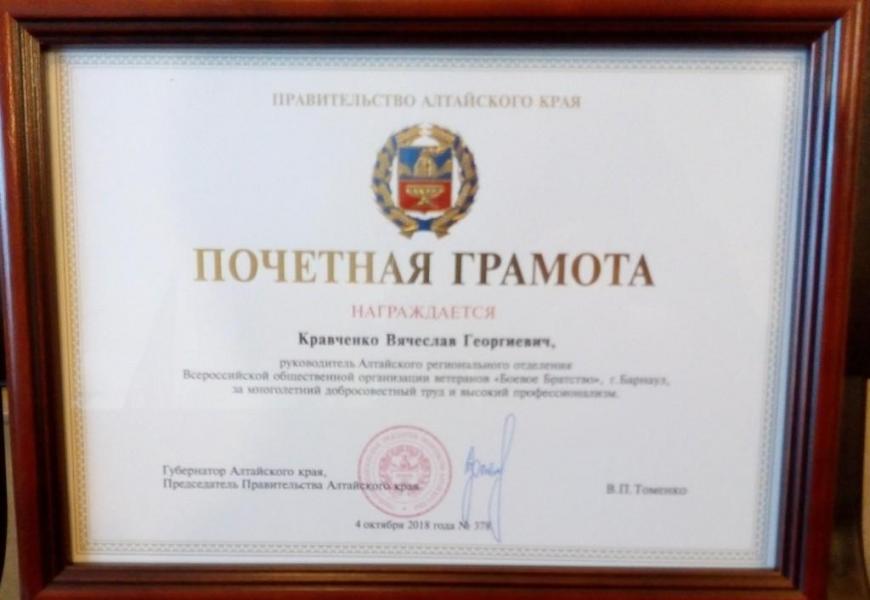 ПРАВИТЕЛЬСТВО АЛТАЙСКОГО КРАЯ
ПОЧЕТНАЯ ГРАМОТА
НАГРАЖДАЕТСЯ
Кравченко Вячеслав Георгиевич,
руководитель Алтайского регионального отделения
Всероссийской общественной организации ветеранов «Боевое Братство», г. Барнаул,
за многолетний добросовестный труд и высокий профессионализм.
Губернатор Алтайского края,
Председатель Правительства Алтайского края
В.П. Томенко
4 октября 2018 года № 378